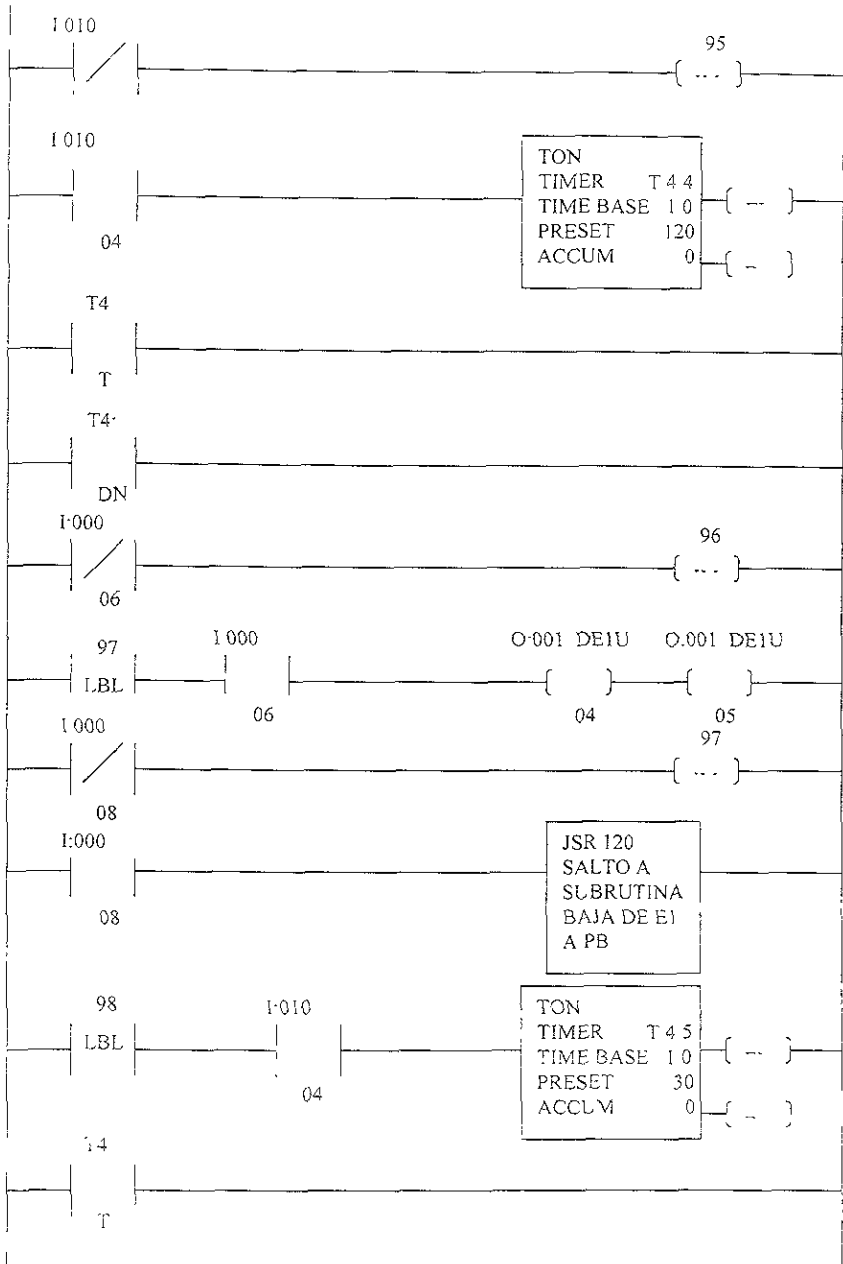 I 010
95
I 010
04
TON
TIMER T 4 4
TIME BASE 1 0
PRESET 120
ACCUM 0
T4
T
T4
DN
I:000
96
06
97
LBL
I 000
06
O:001 DE1U
04
O.001 DE1U
05
I 000
97
08
I:000
08
JSR 120
SALTO A
SUBRUTINA
BAJA DE E1
A PB
98
LBL
I:010
04
TON
TIMER T 4 5
TIME BASE 1 0
PRESET 30
ACCUM 0
T4
T